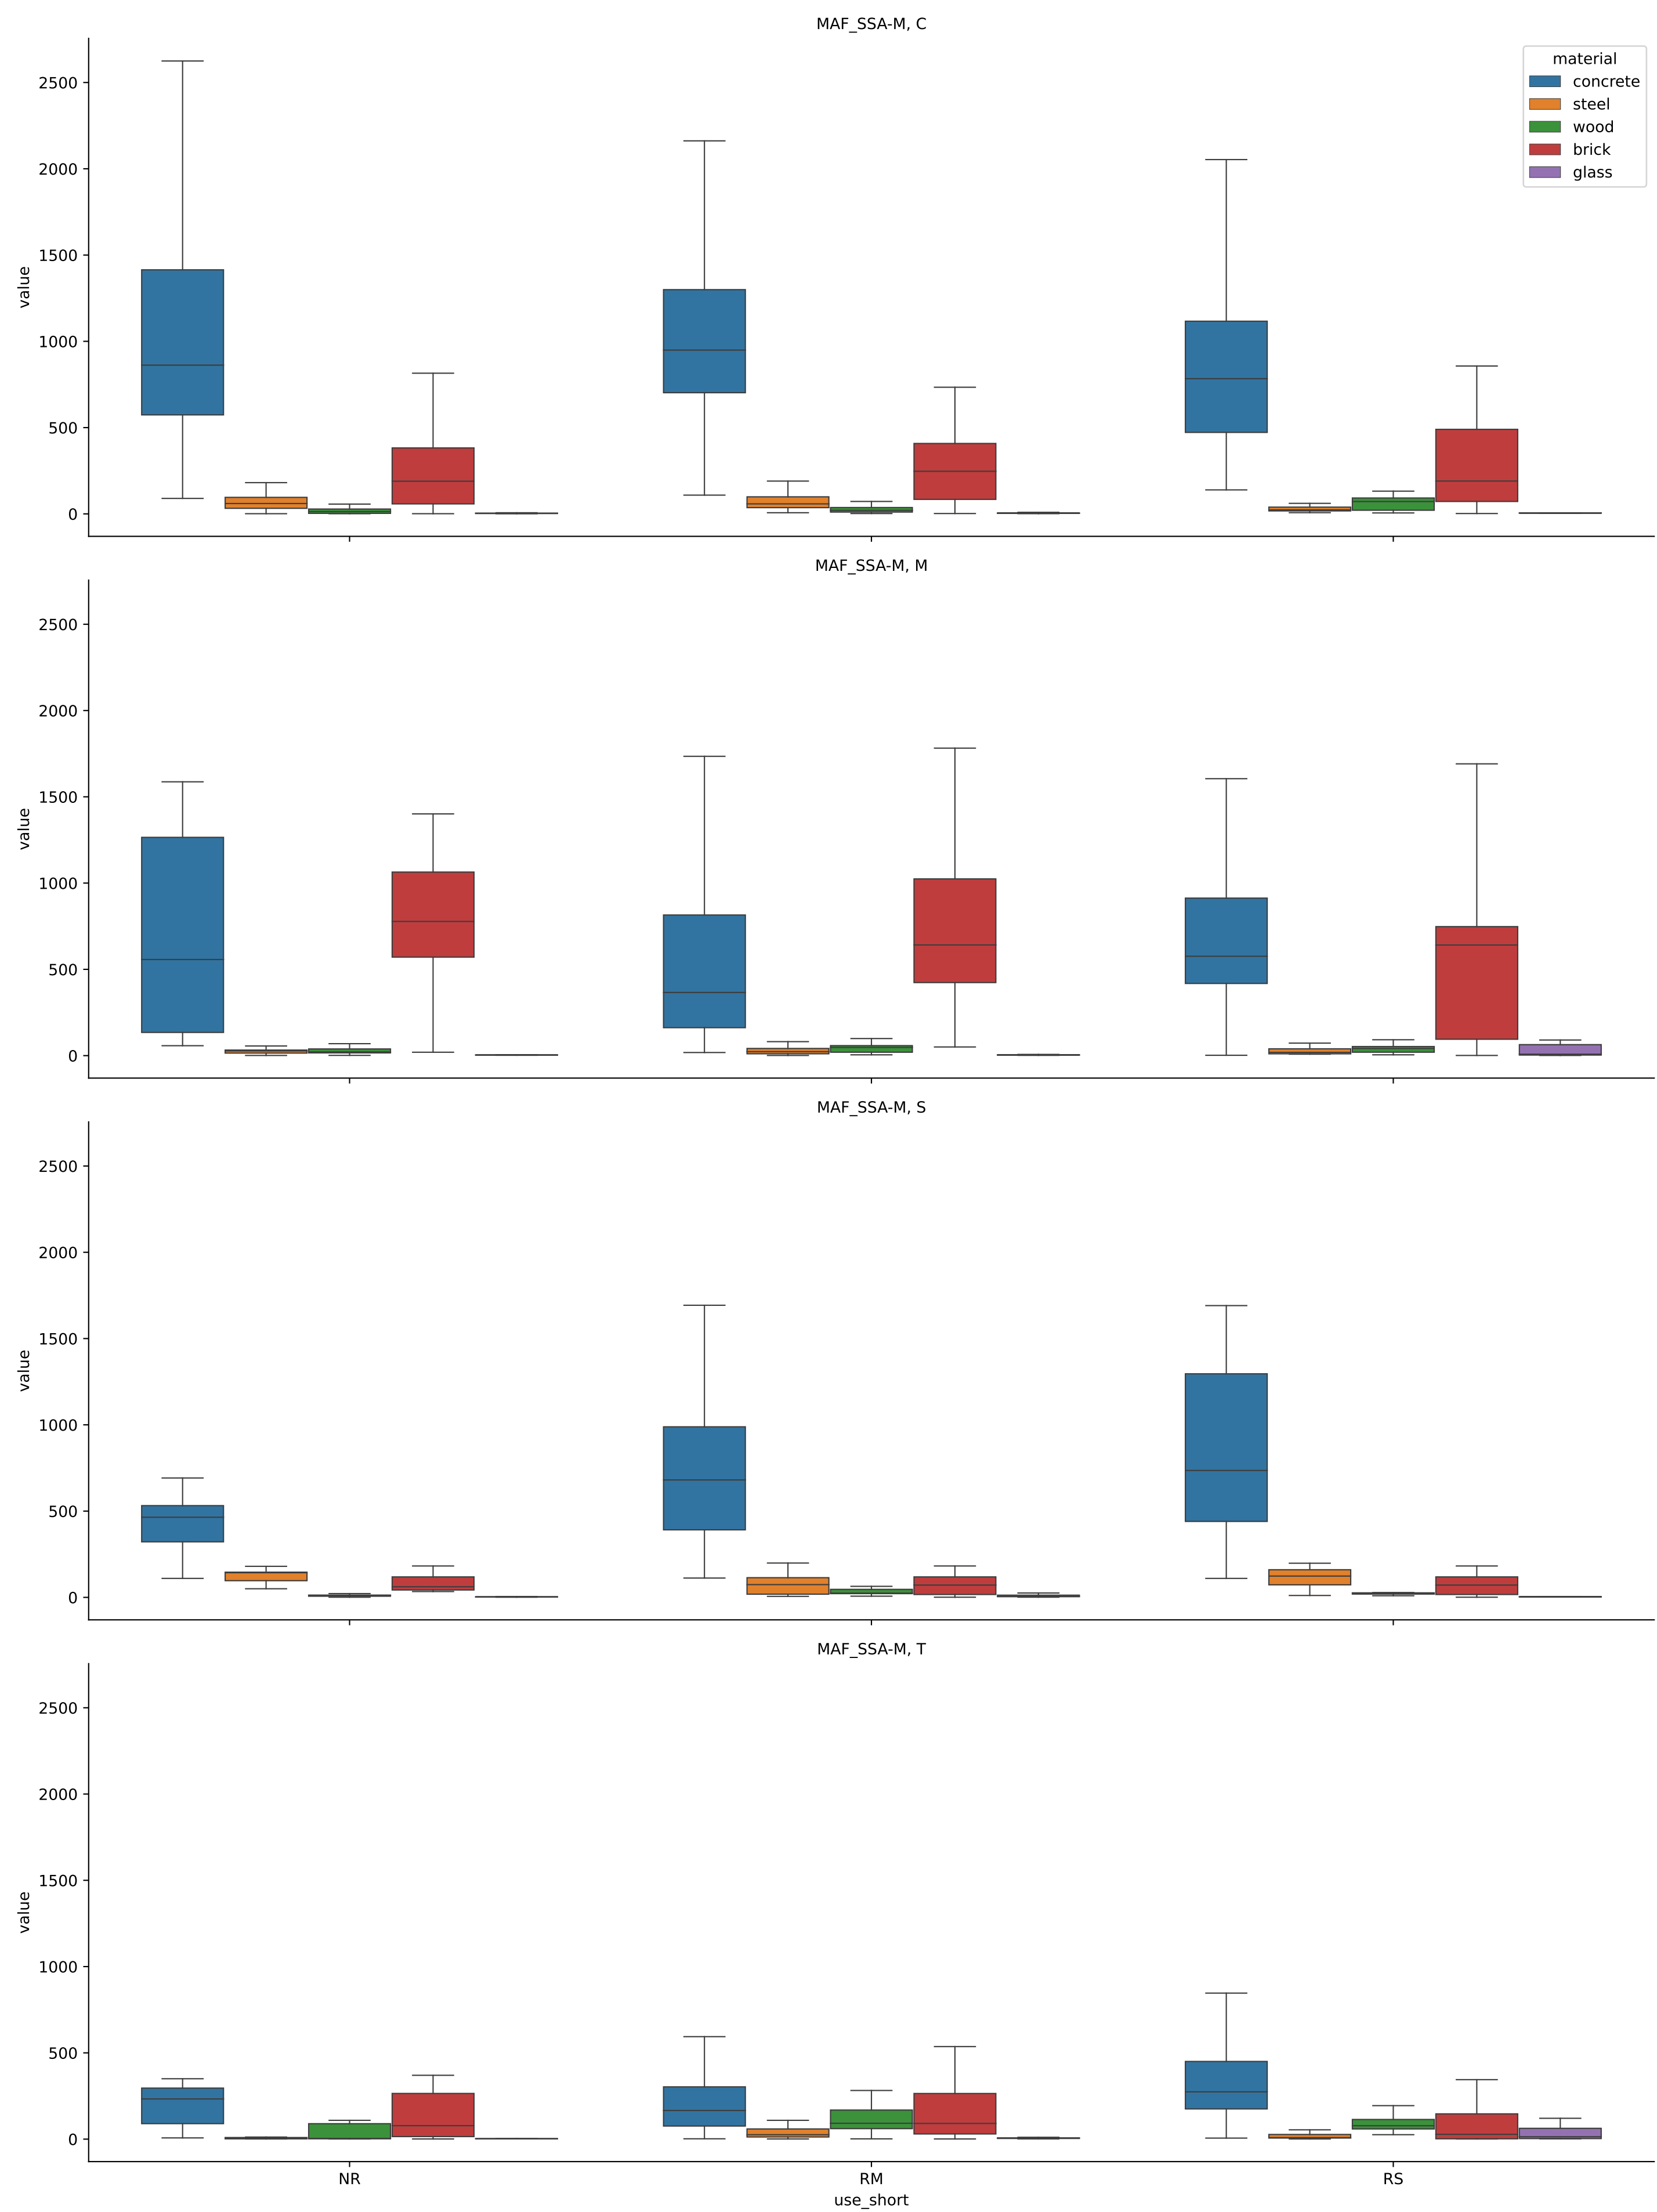 MAF_SSA-M, C
material
concrete
steel
wood
brick
glass
2500
2000
1500
1000
500
0
value
MAF_SSA-M, M
2500
2000
1500
1000
500
0
value
MAF_SSA-M, S
2500
2000
1500
1000
500
0
value
MAF_SSA-M, T
2500
2000
1500
1000
500
0
value
NR RM RS
use_short